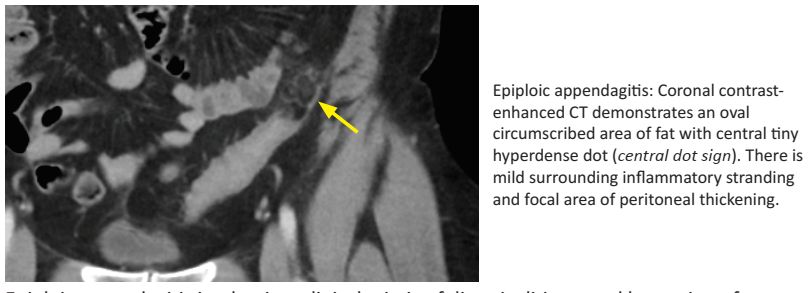 Epiploic appendagitis: Coronal contrast-
enhanced CT demonstrates an oval
circumscribed area of fat with central tiny
hyperdense dot (central dot sign). There is
mild surrounding inflammatory stranding
and focal area of peritoneal thickening.